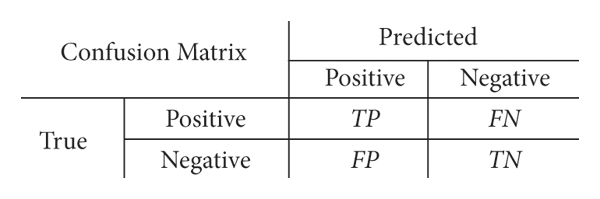 Confusion Matrix
Predicted
Positive Negative
True
Positive TP FN
Negative FP TN